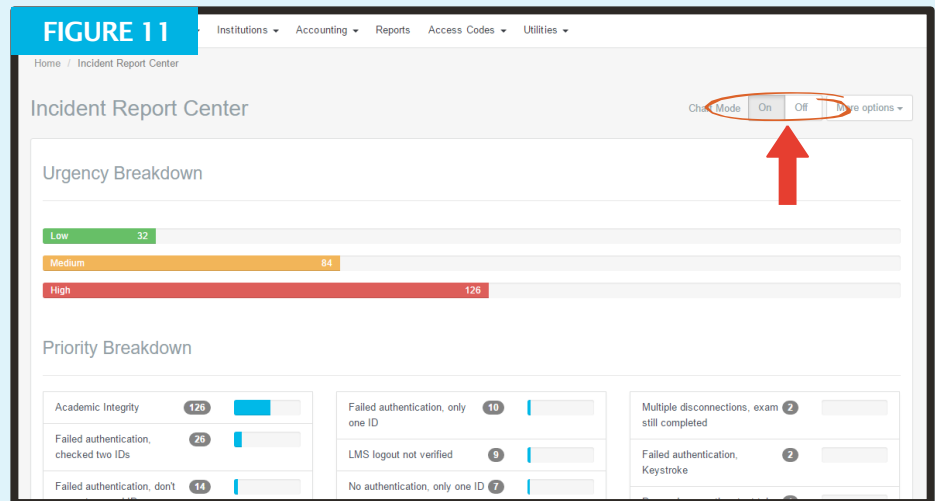 FIGURE 11
Institutions Accounting Reports Access Codes Utilities
Home / Incident Report Center
Incident Report Center
Chart Mode On Off More options
Urgency Breakdown
Low 32
Medium 84
High 126
Priority Breakdown
Academic Integrity 126
Failed authentication, checked two IDs 26
Failed authentication, don't 14
Failed authentication, only one ID 10
LMS logout not verified 9
No authentication, only one ID 7
Multiple disconnections, exam still completed 2
Failed authentication, Keystroke 2